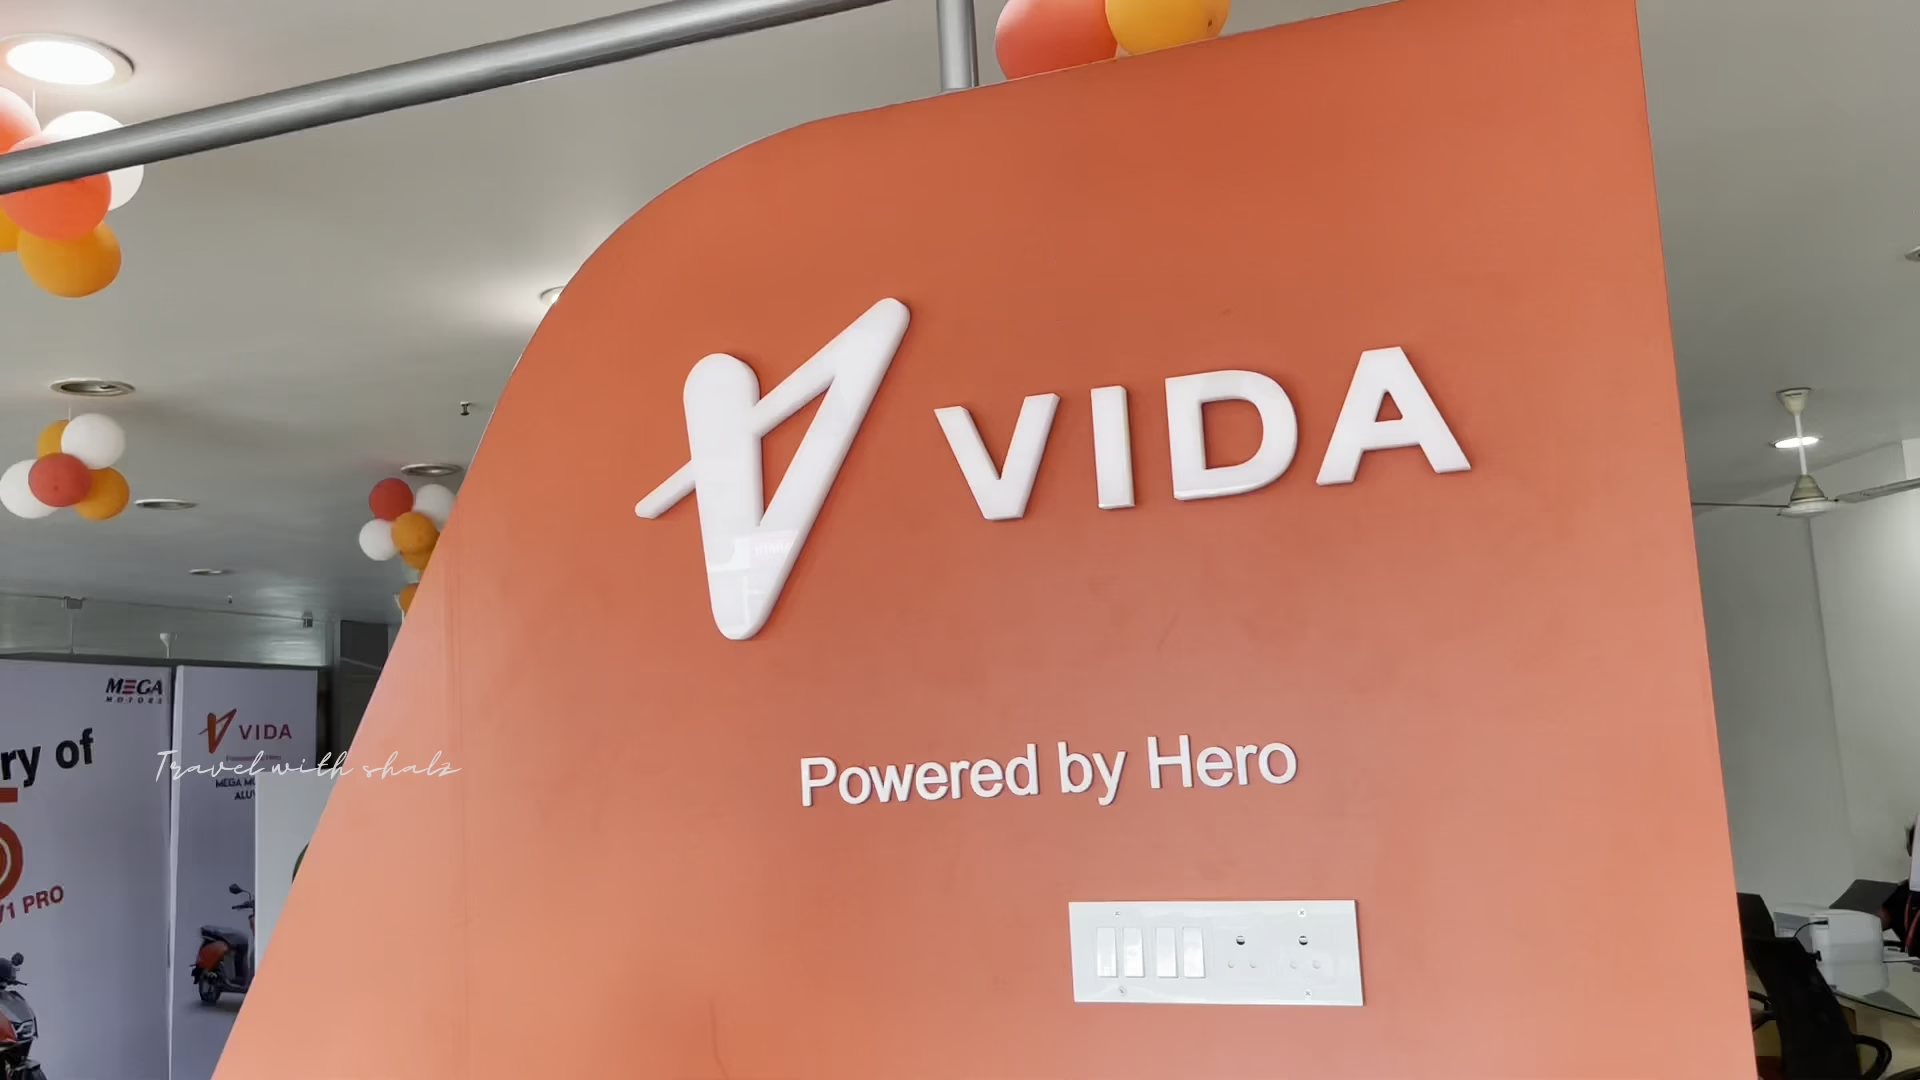 VIDA
Powered by Hero
MEGA
MOTORS
ry of
V1 PRO
VIDA
MEGA
ALUV
Travel with shalz